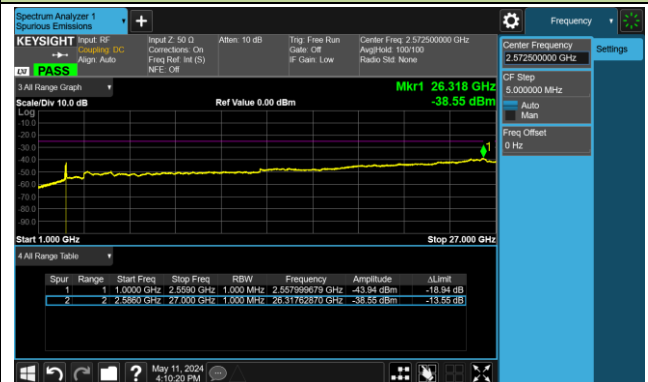 Spectrum Analyzer 1
Spurious Emissions
Frequency
KEYSIGHT Input: RF
Coupling: DC
Align: Auto
Input Z: 50 Ω
Corrections: On
Freq Ref: Int (S)
NFE: Off
Atten: 10 dB
Trig: Free Run
Gate: Off
IF Gain: Low
Center Freq: 2.572500000 GHz
Avg|Hold: 100/100
Radio Std: None
LXI PASS
3 All Range Graph
Mkr1 26.318 GHz
Scale/Div 10.0 dB
Ref Value 0.00 dBm
-38.55 dBm
Log
-10.0
-20.0
-30.0
-40.0
-50.0
-60.0
-70.0
-80.0
-90.0
1
Start 1.000 GHz
Stop 27.000 GHz
4 All Range Table
Spur Range Start Freq Stop Freq RBW Frequency Amplitude ΔLimit
1 1 1.0000 GHz 2.5590 GHz 1.000 MHz 2.557999679 GHz -43.94 dBm -18.94 dB
2 2 2.5860 GHz 27.000 GHz 1.000 MHz 26.31762870 GHz -38.55 dBm -13.55 dB
Center Frequency
2.572500000 GHz
Settings
CF Step
5.000000 MHz
Auto
Man
Freq Offset
0 Hz
May 11, 2024
4:10:20 PM